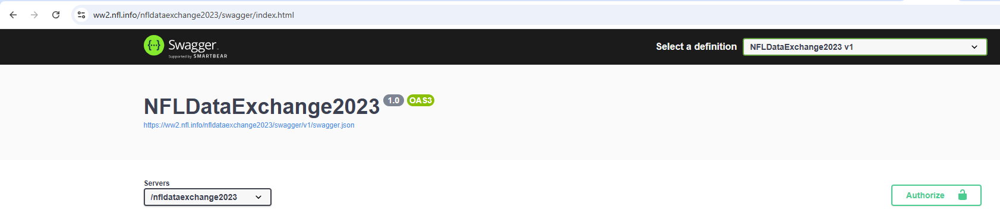 ww2.nfl.info/nfldataexchange2023/swagger/index.html
Swagger
Supported by SMARTBEAR
Select a definition
NFLDataExchange2023 v1
NFLDataExchange2023 1.0 OAS3
https://ww2.nfl.info/nfldataexchange2023/swagger/v1/swagger.json
Servers
/nfldataexchange2023
Authorize